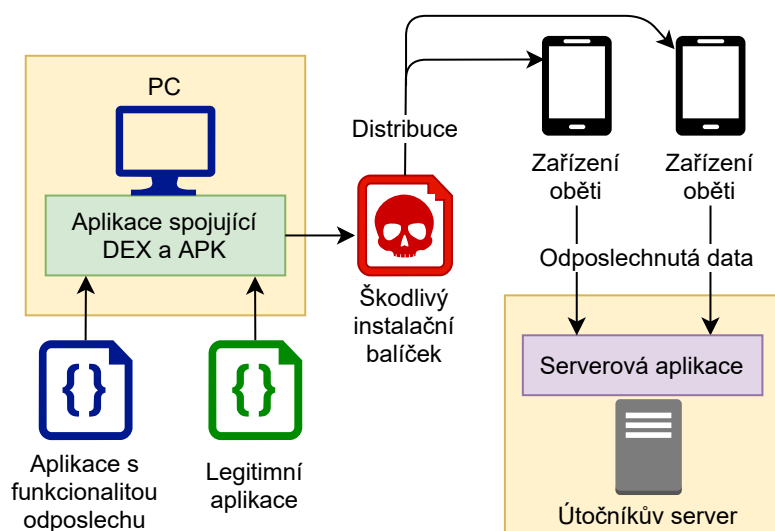 PC
Aplikace spojující
DEX a APK
Distribuce
Zařízení
oběti
Zařízení
oběti
Škodlivý
instalační
balíček
Odposlechnutá data
Serverová aplikace
Útočníkův server
Aplikace s
funkcionalitou
odposlechu
Legitimní
aplikace